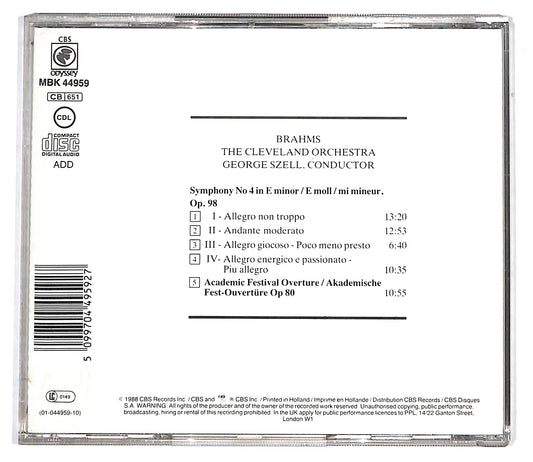 CBS
odyssey
MBK 44959
CB 651
CDL
COMPACT
disc
DIGITAL AUDIO
ADD
5 099704 495927
LC 0149
(01-044959-10)
BRAHMS
THE CLEVELAND ORCHESTRA
GEORGE SZELL, CONDUCTOR
Symphony No 4 in E minor / E moll / mi mineur,
Op. 98
1 I - Allegro non troppo 13:20
2 II - Andante moderato 12:53
3 III - Allegro giocoso - Poco meno presto 6:40
4 IV- Allegro energico e passionato -
Piu allegro 10:35
5 Academic Festival Overture / Akademische
Fest-Ouvertüre Op 80 10:55
℗ 1988 CBS Records Inc / CBS and ® CBS Inc. / Printed in Holland / Imprimé en Hollande / Distribution CBS Records / CBS Disques
S.A. WARNING: All rights of the producer and of the owner of the recorded work reserved. Unauthorised copying, public performance,
broadcasting, hiring or rental of this recording prohibited. In the UK apply for public performance licences to PPL, 14/22 Ganton Street,
London W1